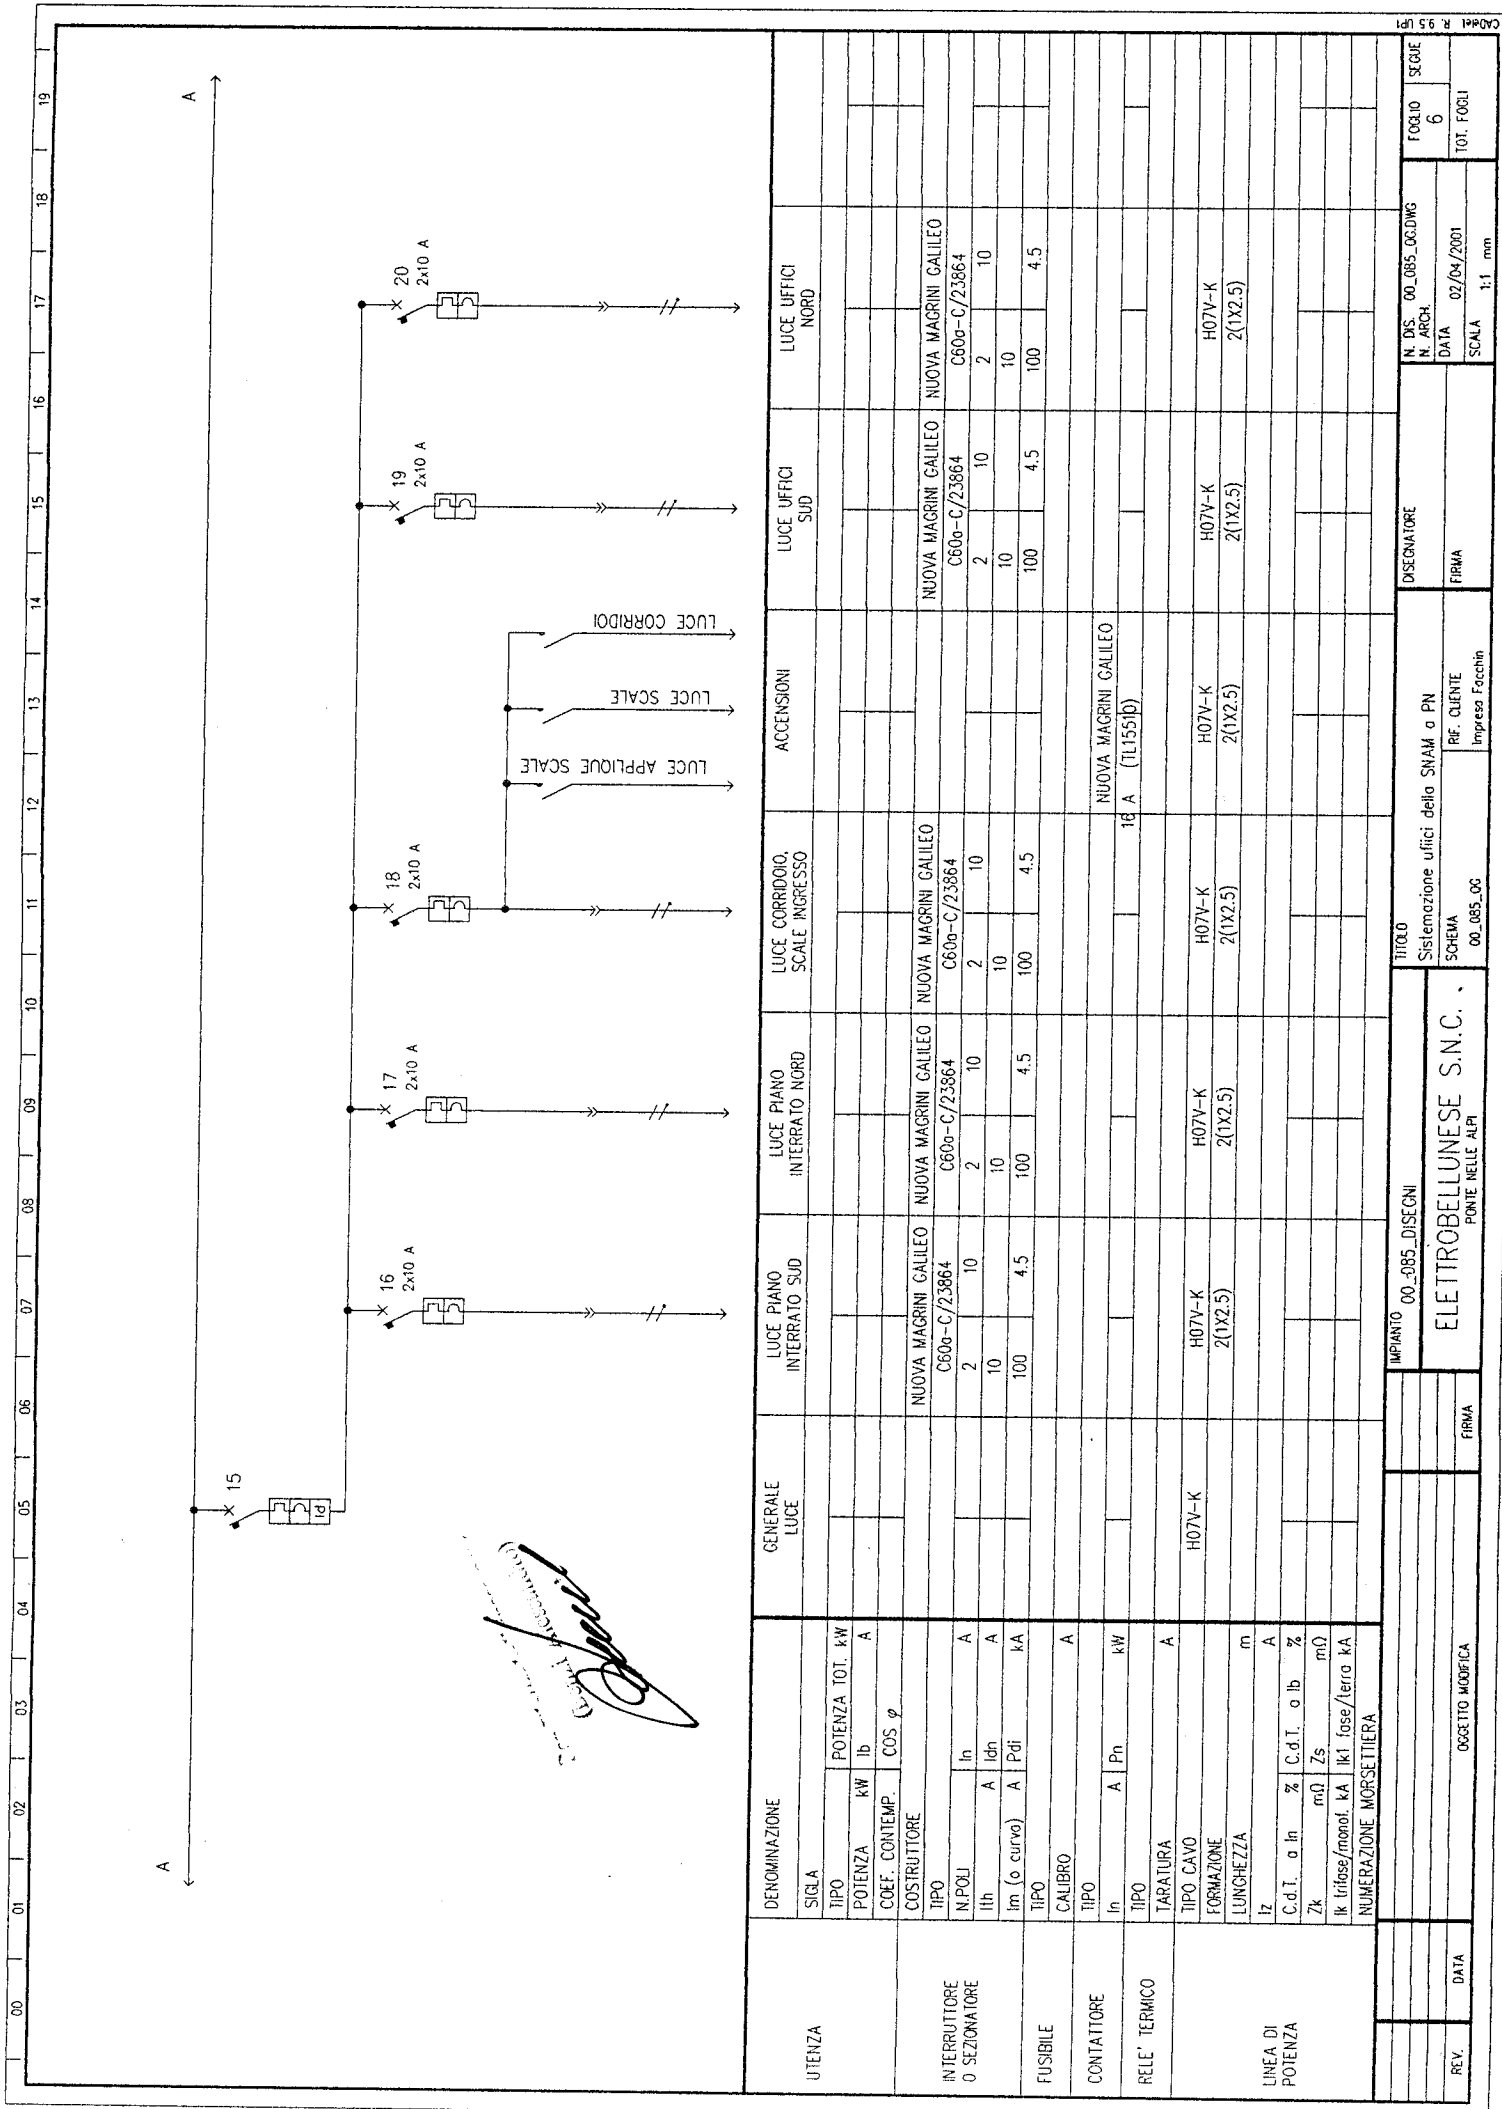 00 01 02 03 04 05 06 07 08 09 10 11 12 13 14 15 16 17 18 19
A A
15
Id
16
2x10 A
17
2x10 A
18
2x10 A
LUCE APPLIQUE SCALE
LUCE SCALE
LUCE CORRIDOI
19
2x10 A
20
2x10 A
UTENZA
DENOMINAZIONE
GENERALE
LUCE
LUCE PIANO
INTERRATO SUD
LUCE PIANO
INTERRATO NORD
LUCE CORRIDOIO,
SCALE INGRESSO
ACCENSIONI
LUCE UFFICI
SUD
LUCE UFFICI
NORD
SIGLA
TIPO POTENZA TOT. kW
POTENZA kW Ib A
COEF. CONTEMP. COS φ
INTERRUTTORE
O SEZIONATORE
COSTRUTTORE NUOVA MAGRINI GALILEO NUOVA MAGRINI GALILEO NUOVA MAGRINI GALILEO NUOVA MAGRINI GALILEO NUOVA MAGRINI GALILEO
TIPO C60a-C/23864 C60a-C/23864 C60a-C/23864 C60a-C/23864 C60a-C/23864
N.POLI In A 2 10 2 10 2 10 2 10 2 10
Ith A Idn A 10 10 10 10 10
Im (o curva) A Pdi kA 100 4.5 100 4.5 100 4.5 100 4.5 100 4.5
FUSIBILE
TIPO
CALIBRO A
CONTATTORE
TIPO NUOVA MAGRINI GALILEO
In A Pn kW 16 A (TL15510)
RELE' TERMICO
TIPO
TARATURA A
LINEA DI
POTENZA
TIPO CAVO H07V-K H07V-K H07V-K H07V-K H07V-K H07V-K H07V-K
FORMAZIONE 2(1X2.5) 2(1X2.5) 2(1X2.5) 2(1X2.5) 2(1X2.5) 2(1X2.5)
LUNGHEZZA m
Iz A
C.d.T. a In % C.d.T. a Ib %
Zk mΩ Zs mΩ
Ik trifase/monof. kA Ik1 fase/terra kA
NUMERAZIONE MORSETTIERA
REV. DATA OGGETTO MODIFICA FIRMA
IMPIANTO
00_085_DISEGNI
ELETTROBELLUNESE S.N.C.
PONTE NELLE ALPI
TITOLO
Sistemazione uffici della SNAM a PN
SCHEMA
00_085_QG
RIF. CLIENTE
Impresa Facchin
DISEGNATORE
FIRMA
N. DIS. 00_085_QG.DWG
N. ARCH.
DATA 02/04/2001
SCALA 1:1 mm
FOGLIO
6
SEGUE
TOT. FOGLI
CADelel R. 9.5 UP1